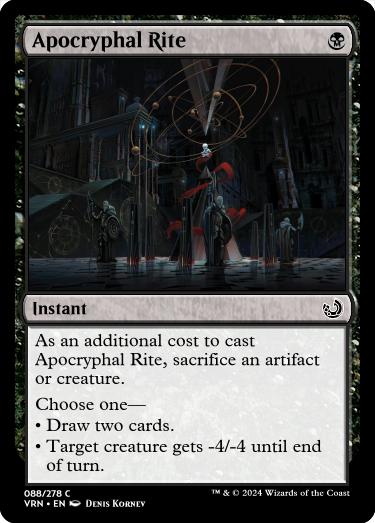 Apocryphal Rite
Instant
As an additional cost to cast
Apocryphal Rite, sacrifice an artifact
or creature.
Choose one—
• Draw two cards.
• Target creature gets -4/-4 until end
of turn.
088/278 C
VRN • EN Denis Kornev
™ & © 2024 Wizards of the Coast